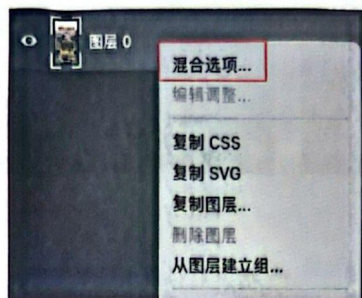 图层 0
混合选项...
编辑调整...
复制 CSS
复制 SVG
复制图层...
删除图层
从图层建立组...